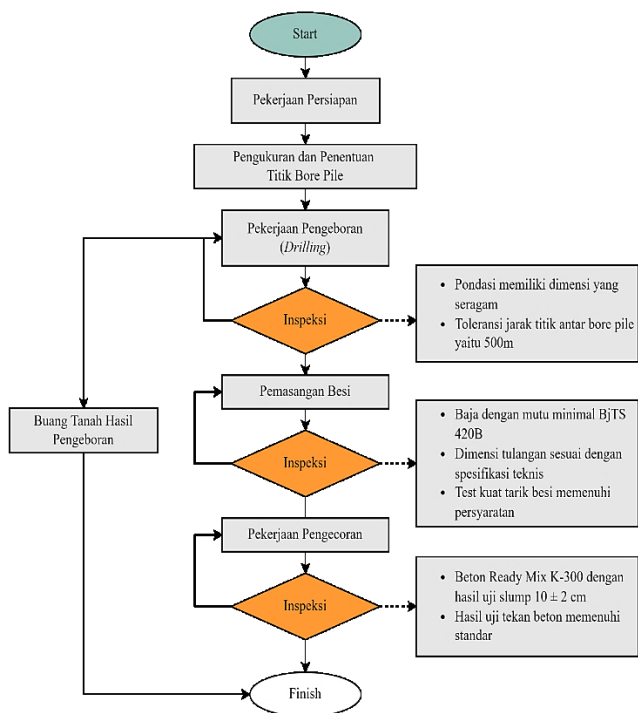 Start
Pekerjaan Persiapan
Pengukuran dan Penentuan
Titik Bore Pile
Pekerjaan Pengeboran
(Drilling)
Inspeksi
• Pondasi memiliki dimensi yang
seragam
• Toleransi jarak titik antar bore pile
yaitu 500m
Pemasangan Besi
Buang Tanah Hasil
Pengeboran
Inspeksi
• Baja dengan mutu minimal BjTS
420B
• Dimensi tulangan sesuai dengan
spesifikasi teknis
• Test kuat tarik besi memenuhi
persyaratan
Pekerjaan Pengecoran
Inspeksi
• Beton Ready Mix K-300 dengan
hasil uji slump 10 ± 2 cm
• Hasil uji tekan beton memenuhi
standar
Finish